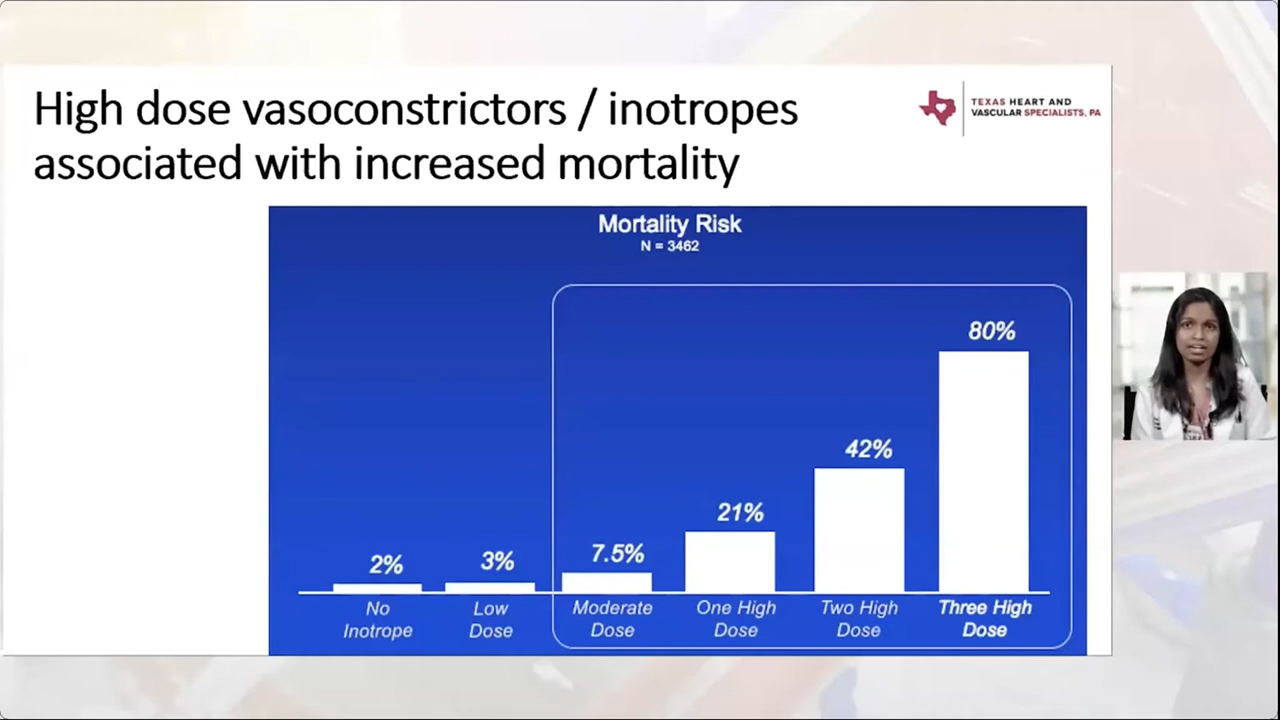 High dose vasoconstrictors / inotropes
associated with increased mortality
TEXAS HEART AND
VASCULAR SPECIALISTS, PA
Mortality Risk
N = 3462
2%
3%
7.5%
21%
42%
80%
No
Inotrope
Low
Dose
Moderate
Dose
One High
Dose
Two High
Dose
Three High
Dose